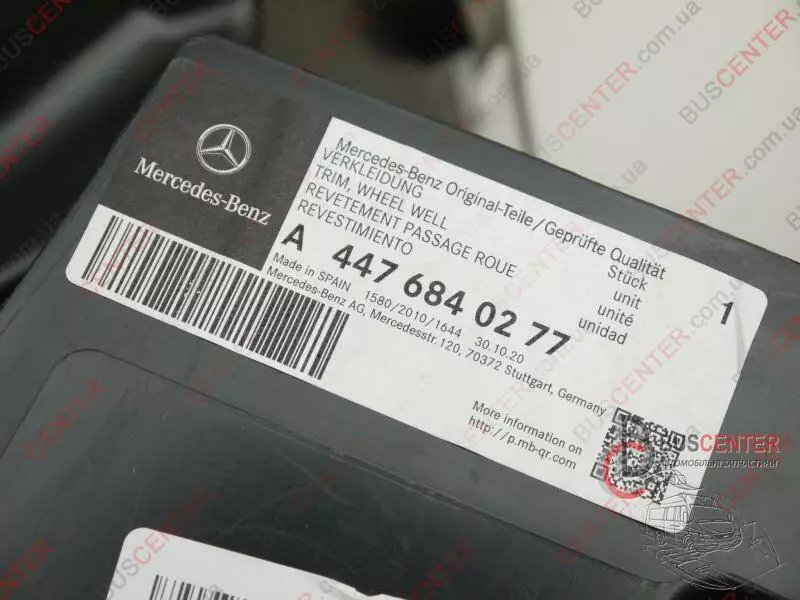 Mercedes-Benz
Mercedes-Benz Original-Teile/Geprüfte Qualität
VERKLEIDUNG
TRIM, WHEEL WELL
REVETEMENT PASSAGE ROUE
REVESTIMIENTO
Stück
unit
unité
unidad
1
A 447 684 02 77
Made in SPAIN 1580/2010/1644 30.10.20
Mercedes-Benz AG, Mercedesstr.120, 70372 Stuttgart, Germany
More information on
http://p.mb-qr.com
BUSCENTER
АВТОМОБІЛЬНІ ЗАПЧАСТИНИ
BUSCENTER.com.ua